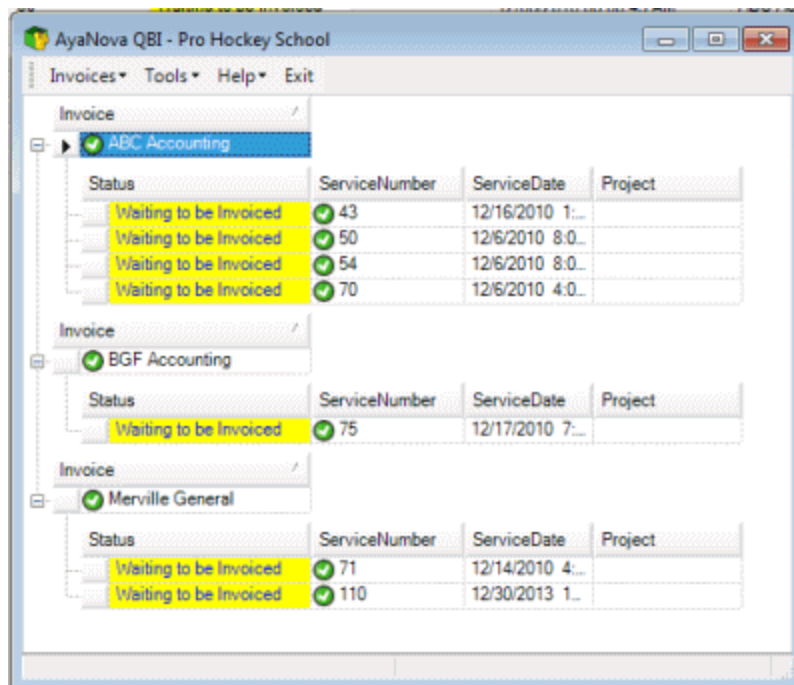 AyaNova QBI - Pro Hockey School
Invoices Tools Help Exit
Invoice
ABC Accounting
Status ServiceNumber ServiceDate Project
Waiting to be Invoiced 43 12/16/2010 1:...
Waiting to be Invoiced 50 12/6/2010 8:0...
Waiting to be Invoiced 54 12/6/2010 8:0...
Waiting to be Invoiced 70 12/6/2010 4:0...
Invoice
BGF Accounting
Status ServiceNumber ServiceDate Project
Waiting to be Invoiced 75 12/17/2010 7:...
Invoice
Merville General
Status ServiceNumber ServiceDate Project
Waiting to be Invoiced 71 12/14/2010 4:...
Waiting to be Invoiced 110 12/30/2013 1...